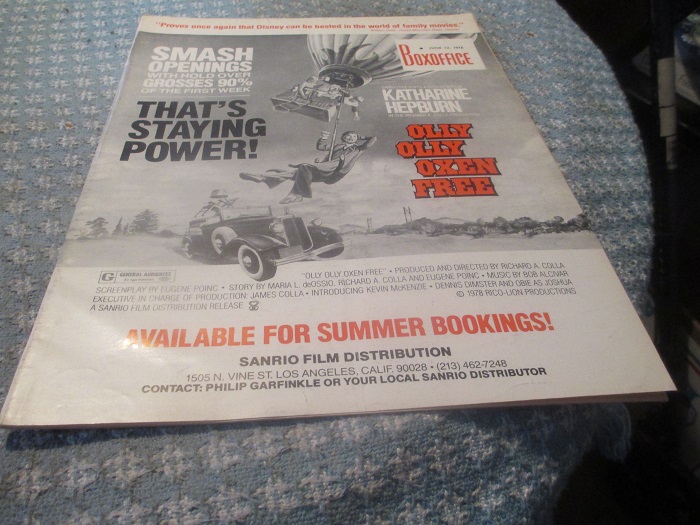 "Proves once again that Disney can be bested in the world of family movies."
BOXOFFICE
SMASH
OPENINGS
WITH HOLD OVER
GROSSES 90%
OF THE FIRST WEEK
THAT'S
STAYING
POWER!
KATHARINE
HEPBURN
OLLY
OLLY
OXEN
FREE
G GENERAL AUDIENCES
"OLLY OLLY OXEN FREE" • PRODUCED AND DIRECTED BY RICHARD A. COLLA
SCREENPLAY BY EUGENE POINC • STORY BY MARIA L. deOSSIO, RICHARD A. COLLA AND EUGENE POINC • MUSIC BY BOB ALCIVAR
EXECUTIVE IN CHARGE OF PRODUCTION: JAMES COLLA • INTRODUCING KEVIN McKENZIE • DENNIS DIMSTER AND OBIE AS JOSHUA
A SANRIO FILM DISTRIBUTION RELEASE © 1978 RICO-LION PRODUCTIONS
AVAILABLE FOR SUMMER BOOKINGS!
SANRIO FILM DISTRIBUTION
1505 N. VINE ST. LOS ANGELES, CALIF. 90028 • (213) 462-7248
CONTACT: PHILIP GARFINKLE OR YOUR LOCAL SANRIO DISTRIBUTOR